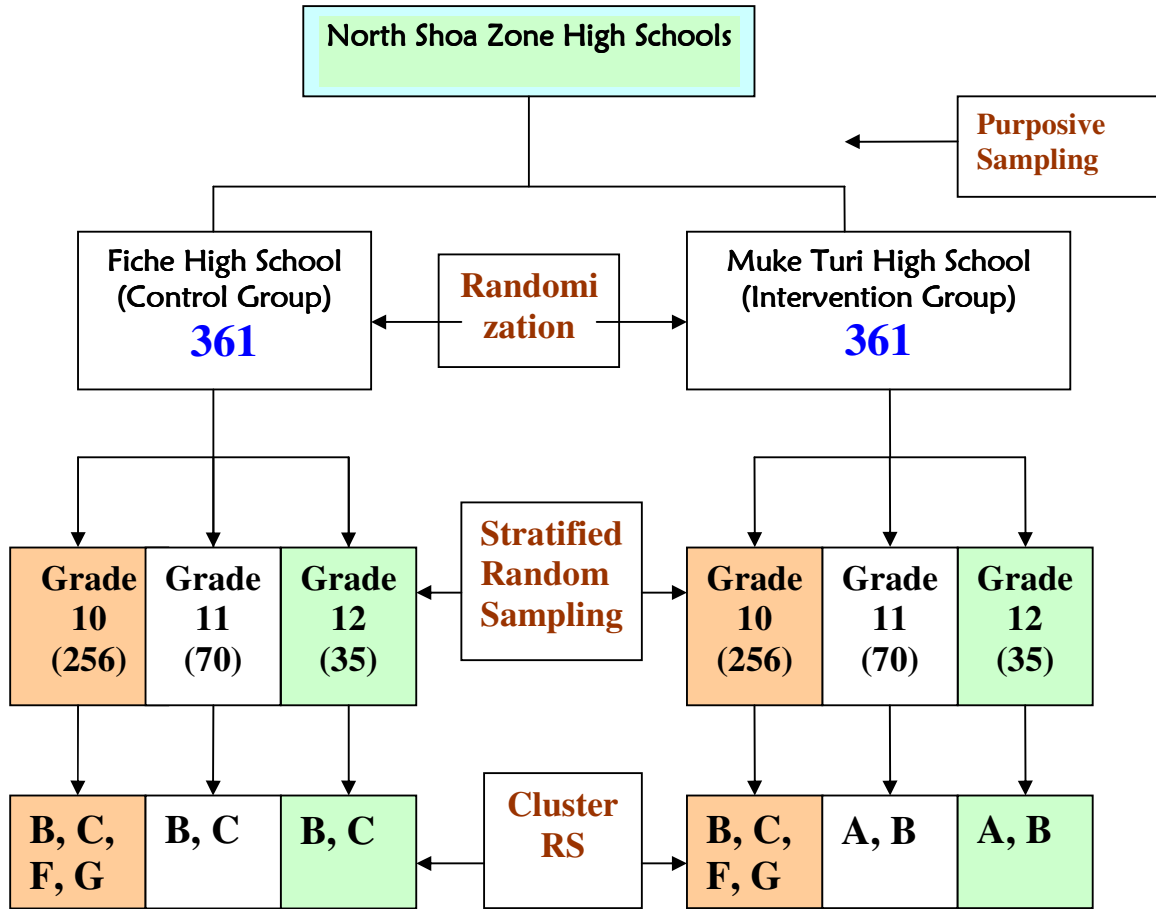 North Shoa Zone High Schools
Purposive
Sampling
Fiche High School
(Control Group)
361
Randomi
zation
Muke Turi High School
(Intervention Group)
361
Grade
10
(256)
Grade
11
(70)
Grade
12
(35)
Stratified
Random
Sampling
Grade
10
(256)
Grade
11
(70)
Grade
12
(35)
B, C,
F, G
B, C
B, C
Cluster
RS
B, C,
F, G
A, B
A, B